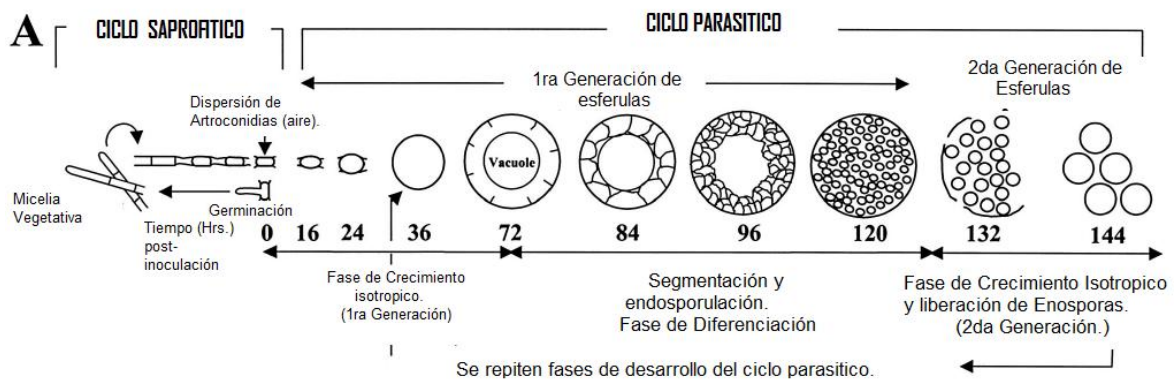 A
CICLO SAPROFITICO
CICLO PARASITICO
1ra Generación de
esferulas
2da Generación de
Esferulas
Dispersión de
Artroconidias (aire).
Vacuole
Micelia
Vegetativa
Germinación
Tiempo (Hrs.)
post-
inoculación
0 16 24 36 72 84 96 120 132 144
Fase de Crecimiento
isotropico.
(1ra Generación)
Segmentación y
endosporulación.
Fase de Diferenciación
Fase de Crecimiento Isotropico
y liberación de Enosporas.
(2da Generación.)
Se repiten fases de desarrollo del ciclo parasitico.